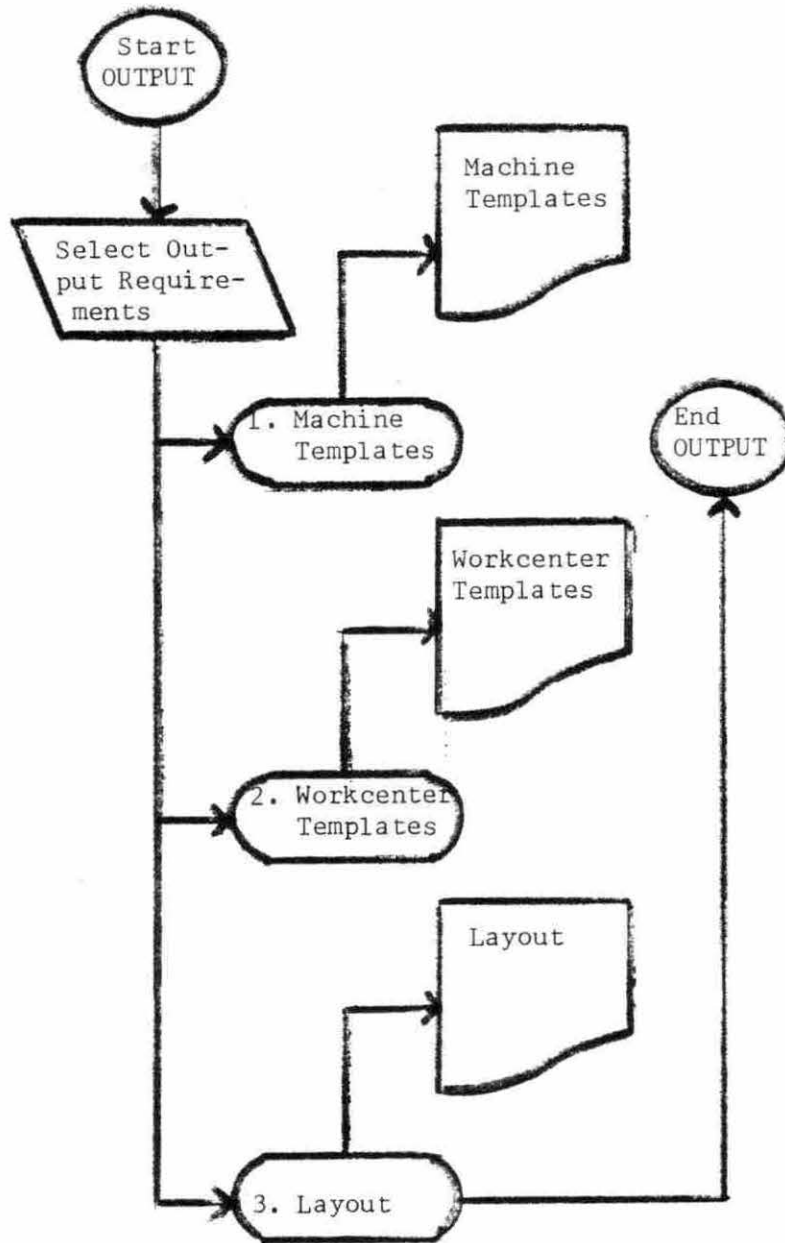 Start
OUTPUT
Machine
Templates
Select Out-
put Require-
ments
1. Machine
Templates
End
OUTPUT
Workcenter
Templates
2. Workcenter
Templates
Layout
3. Layout